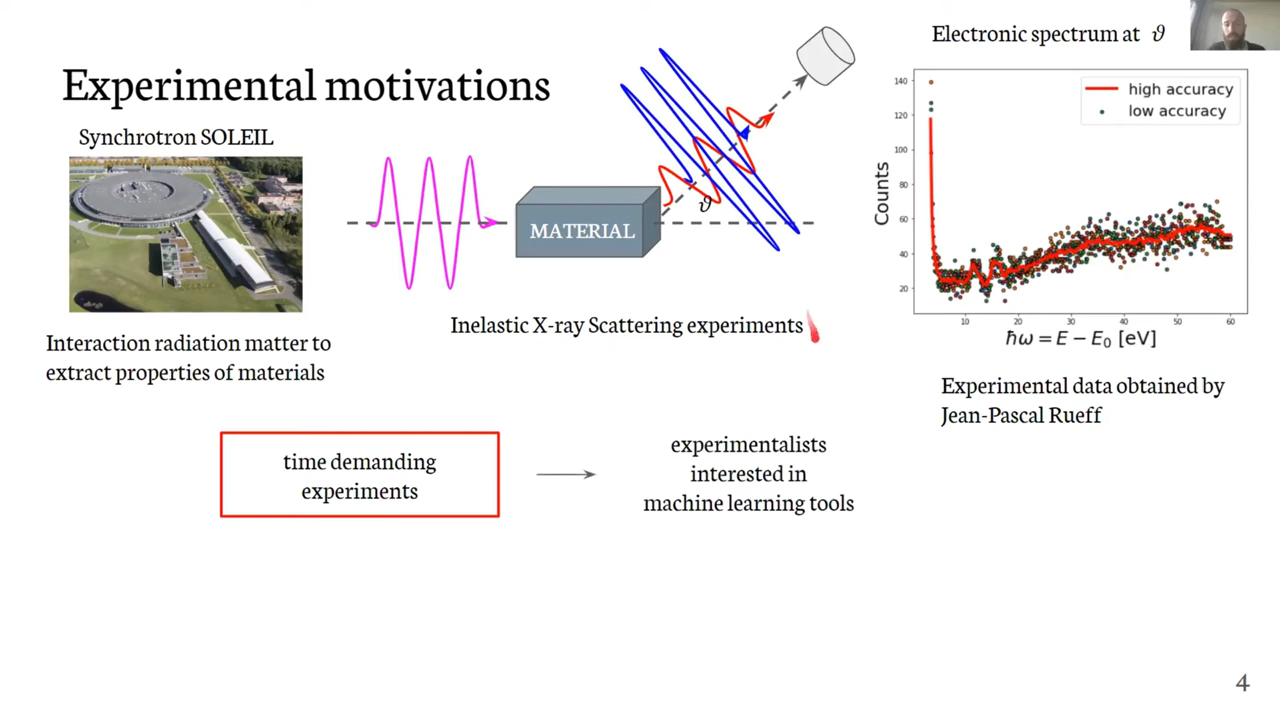 Experimental motivations
Synchrotron SOLEIL
Interaction radiation matter to
extract properties of materials
MATERIAL
ϑ
Inelastic X-ray Scattering experiments
Electronic spectrum at ϑ
high accuracy
low accuracy
Counts
140
120
100
80
60
40
20
10
20
30
40
50
60
ħω = E − E₀ [eV]
Experimental data obtained by
Jean-Pascal Rueff
time demanding
experiments
experimentalists
interested in
machine learning tools
4